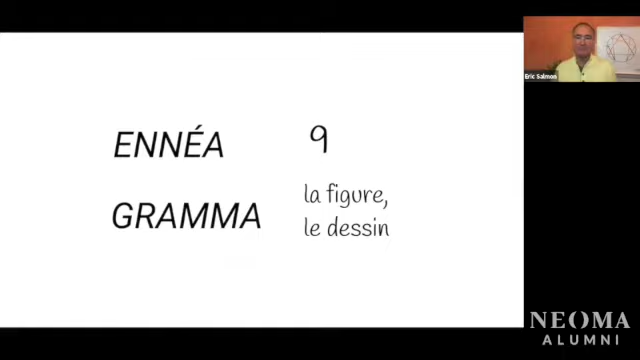 ENNÉA
9
GRAMMA
la figure,
le dessin
Eric Salmon
NEOMA
ALUMNI